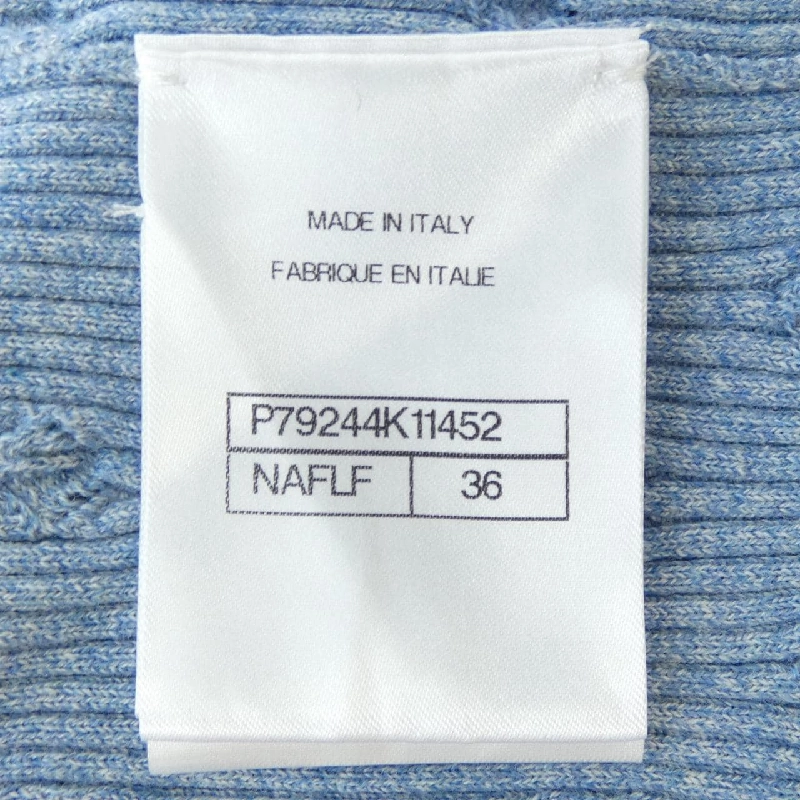 MADE IN ITALY
FABRIQUE EN ITALIE
P79244K11452
NAFLF 36